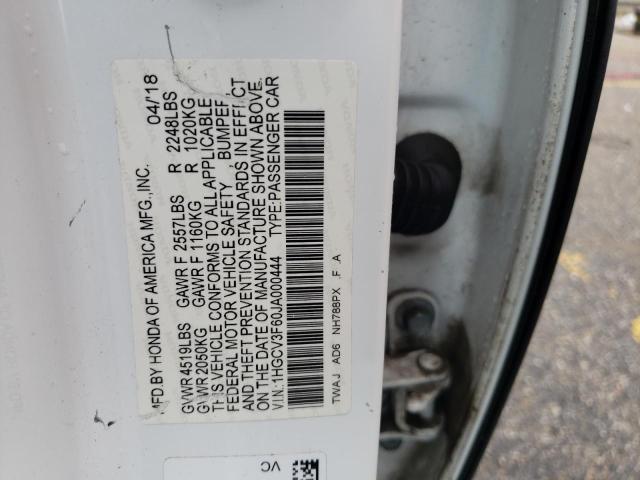 MFD.BY HONDA OF AMERICA MFG.,INC. 04/18
GVWR 4519LBS GAWR F 2557LBS R 2248LBS
GVWR 2050KG GAWR F 1160KG R 1020KG
THIS VEHICLE CONFORMS TO ALL APPLICABLE
FEDERAL MOTOR VEHICLE SAFETY, BUMPER,
AND THEFT PREVENTION STANDARDS IN EFFECT
ON THE DATE OF MANUFACTURE SHOWN ABOVE.
V.I.N.:1HGCV3F60JA000444 TYPE:PASSENGER CAR
TWAJ AD6 NH788PX .F .A
VC